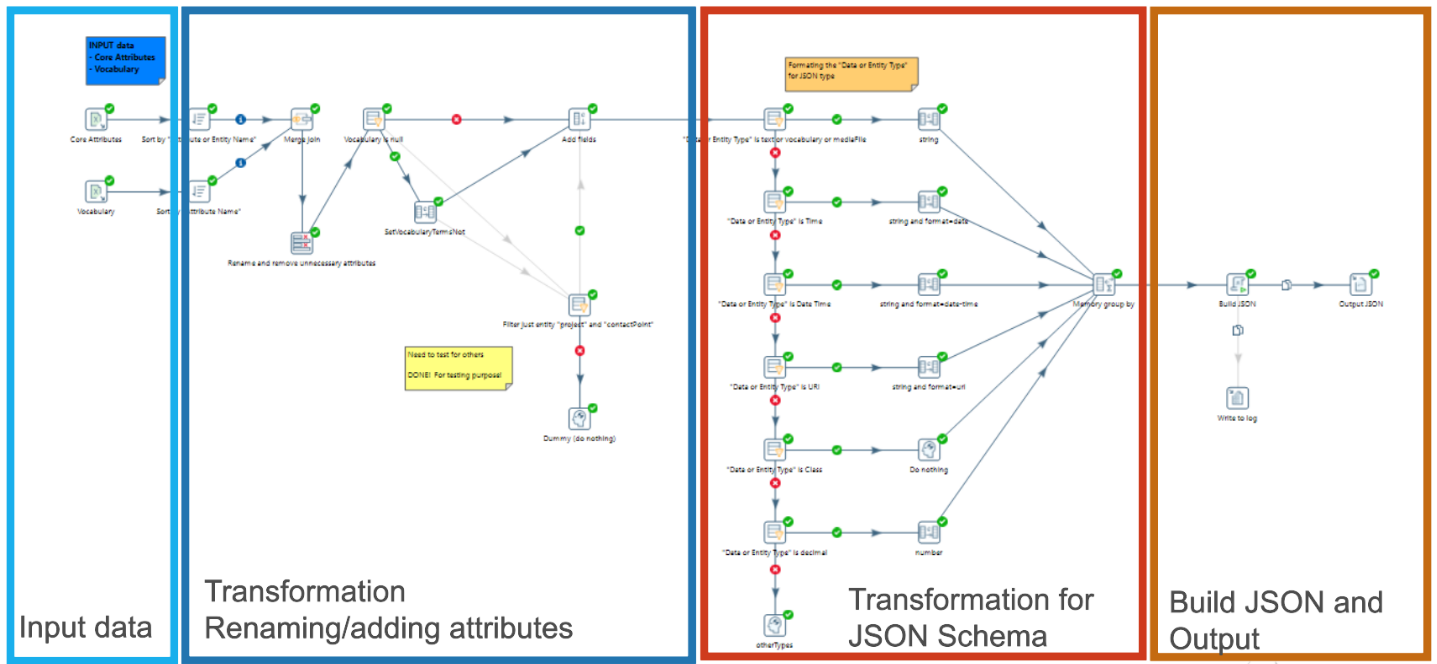 INPUT data
- Core Attributes
- Vocabulary
Core Attributes
Sort by "Attribute or Entity Name"
Merge join
Vocabulary is null
Add fields
Vocabulary
Sort by "Attribute Name"
SetVocabularyTermsNot
Rename and remove unnecessary attributes
Filter just entity "project" and "contactPoint"
Need to test for others
DONE! For testing purpose!
Dummy (do nothing)
Formating the "Data or Entity Type"
for JSON type
"Data or Entity Type" is text or vocabulary or mediaFile
string
"Data or Entity Type" is Time
string and format=date
"Data or Entity Type" is Date Time
string and format=date-time
Memory group by
"Data or Entity Type" is URI
string and format=uri
"Data or Entity Type" is Class
Do nothing
"Data or Entity Type" is decimal
number
otherTypes
Build JSON
Output JSON
Write to log
Input data
Transformation
Renaming/adding attributes
Transformation for
JSON Schema
Build JSON and
Output